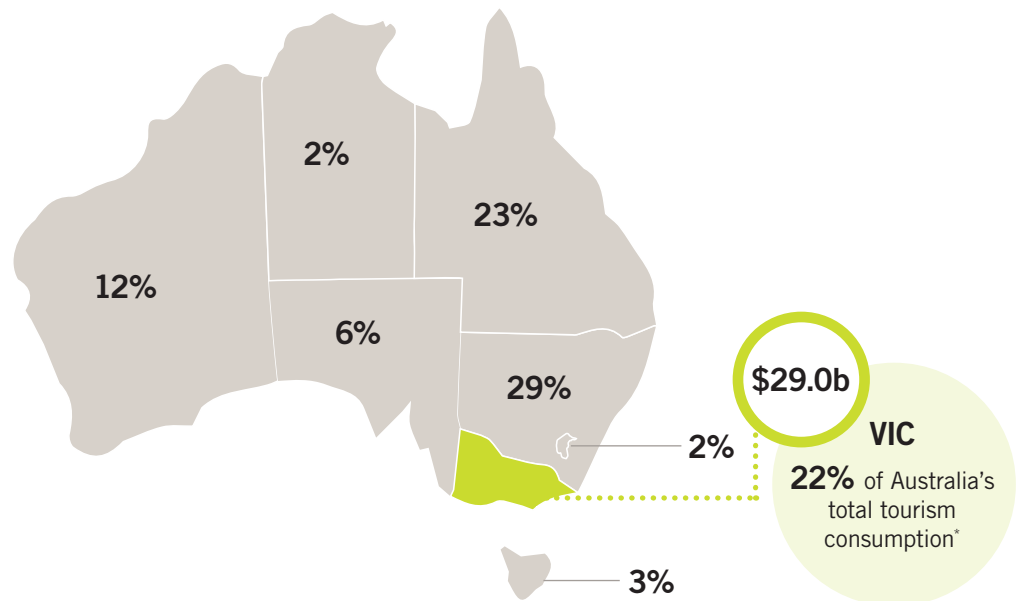 2%
23%
12%
6%
29%
$29.0b
2%
VIC
22% of Australia's
total tourism
consumption*
3%